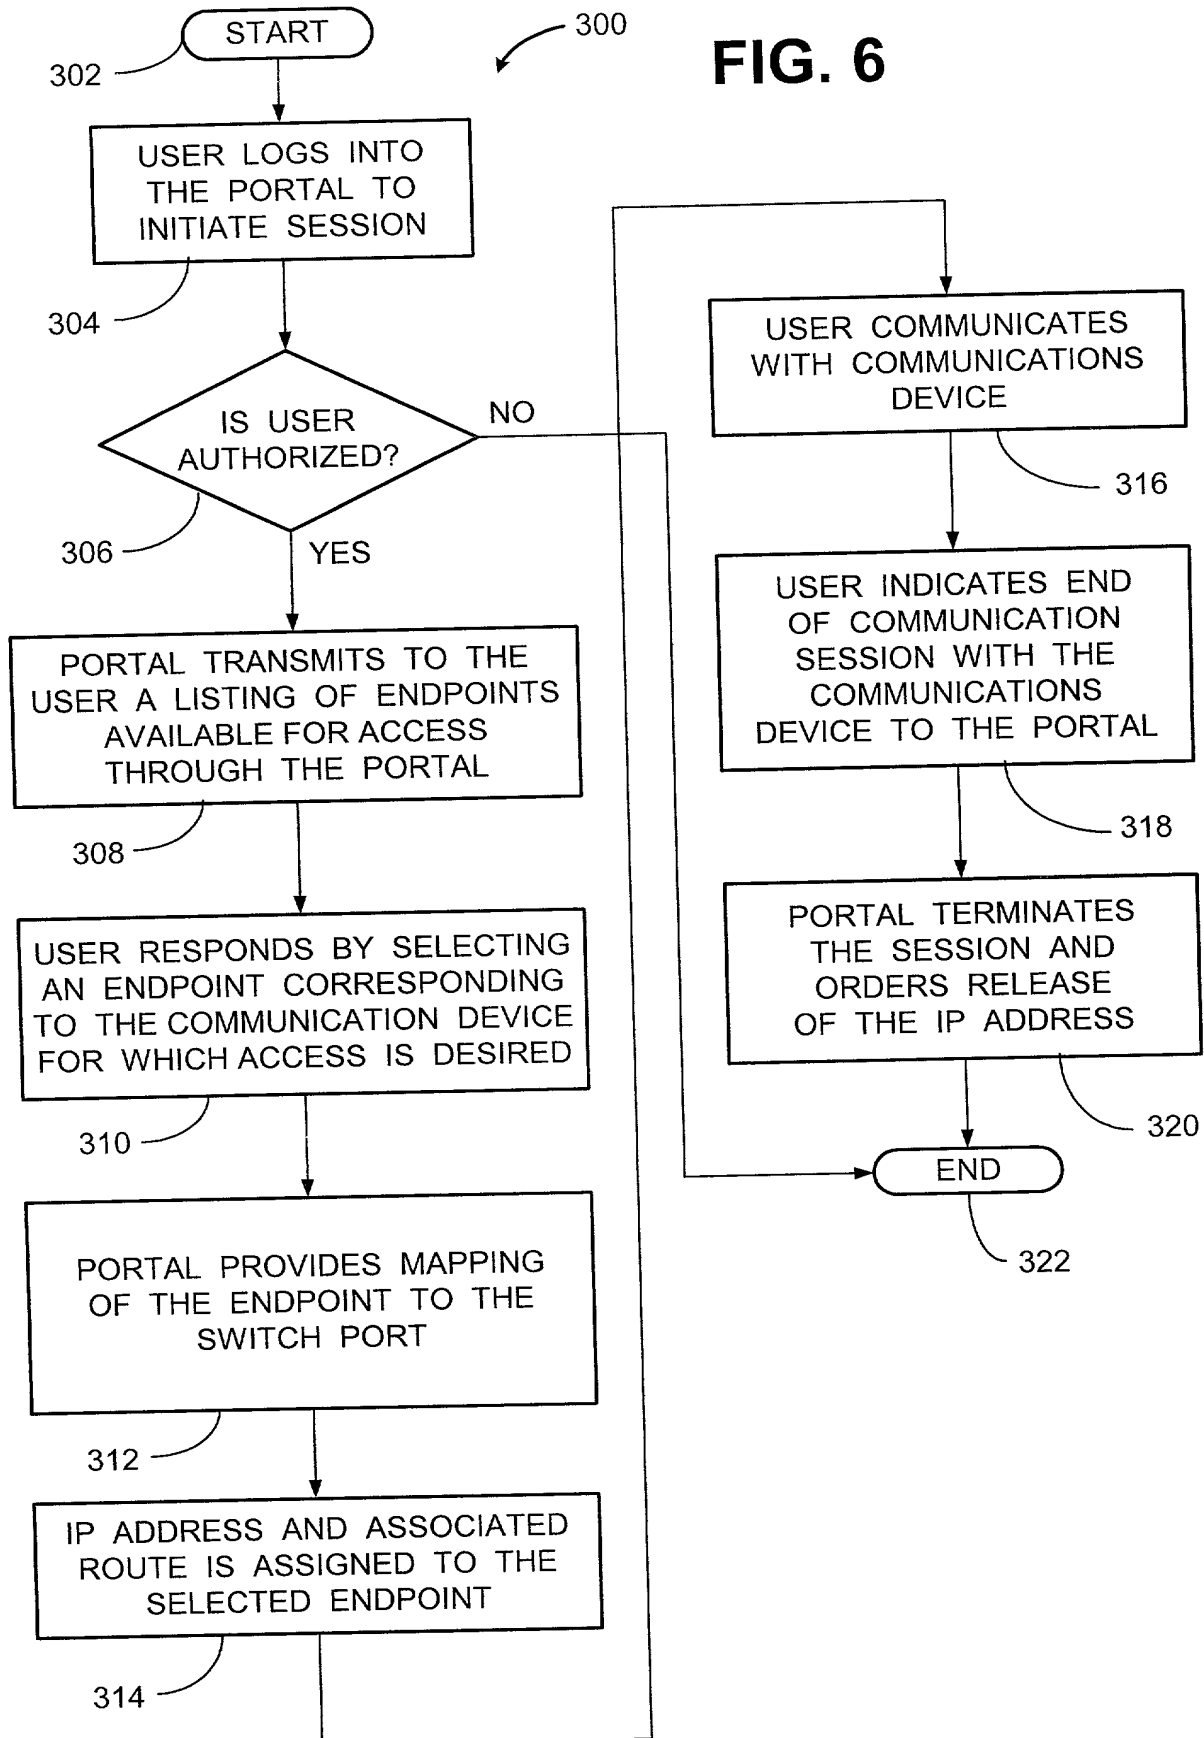 START
302
300
FIG. 6
USER LOGS INTO
THE PORTAL TO
INITIATE SESSION
304
IS USER
AUTHORIZED?
NO
306
YES
PORTAL TRANSMITS TO THE
USER A LISTING OF ENDPOINTS
AVAILABLE FOR ACCESS
THROUGH THE PORTAL
308
USER RESPONDS BY SELECTING
AN ENDPOINT CORRESPONDING
TO THE COMMUNICATION DEVICE
FOR WHICH ACCESS IS DESIRED
310
PORTAL PROVIDES MAPPING
OF THE ENDPOINT TO THE
SWITCH PORT
312
IP ADDRESS AND ASSOCIATED
ROUTE IS ASSIGNED TO THE
SELECTED ENDPOINT
314
USER COMMUNICATES
WITH COMMUNICATIONS
DEVICE
316
USER INDICATES END
OF COMMUNICATION
SESSION WITH THE
COMMUNICATIONS
DEVICE TO THE PORTAL
318
PORTAL TERMINATES
THE SESSION AND
ORDERS RELEASE
OF THE IP ADDRESS
320
END
322